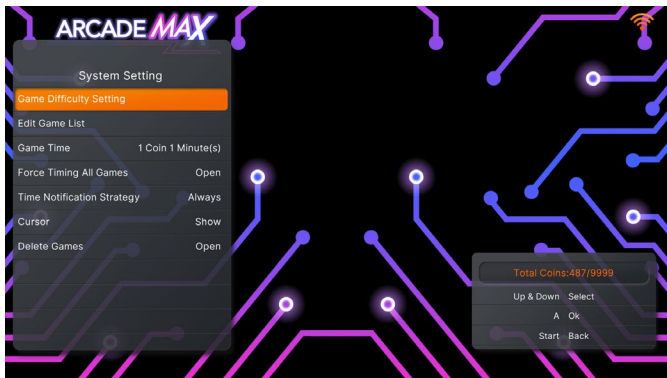 ARCADE MAX
System Setting
Game Difficulty Setting
Edit Game List
Game Time 1 Coin 1 Minute(s)
Force Timing All Games Open
Time Notification Strategy Always
Cursor Show
Delete Games Open
Total Coins:487/9999
Up & Down Select
A Ok
Start Back